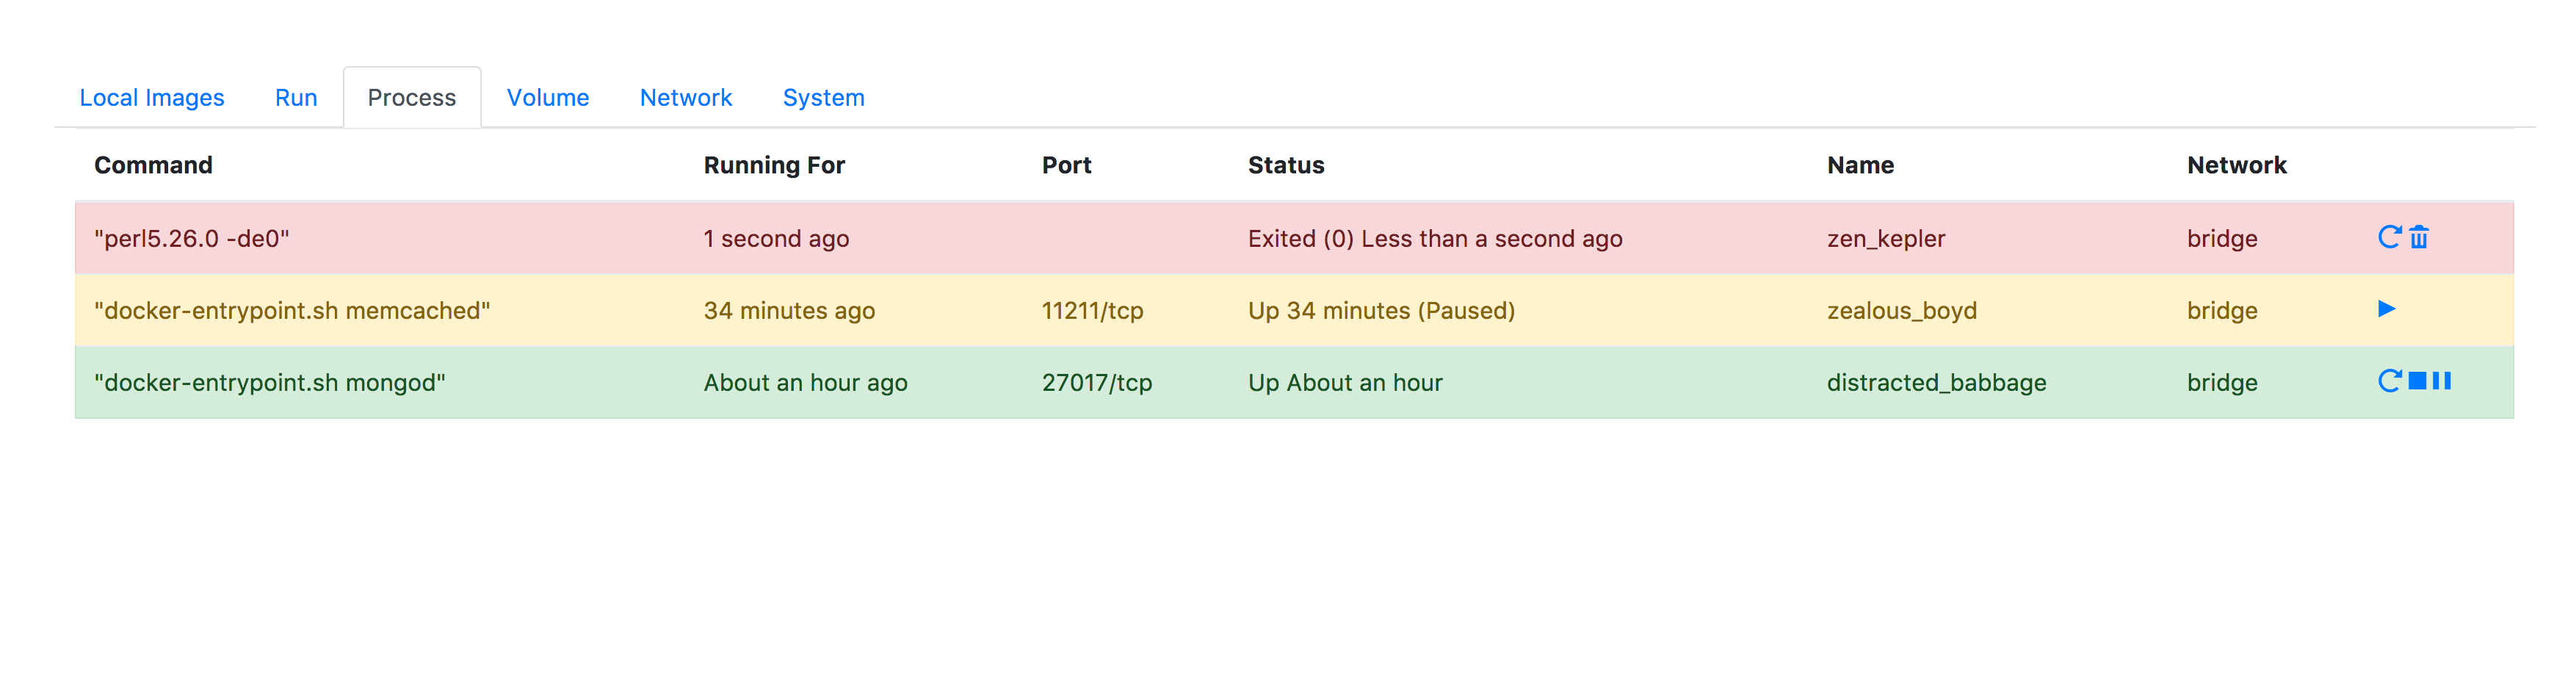 Local Images Run Process Volume Network System
Command Running For Port Status Name Network
"perl5.26.0 -de0" 1 second ago Exited (0) Less than a second ago zen_kepler bridge
"docker-entrypoint.sh memcached" 34 minutes ago 11211/tcp Up 34 minutes (Paused) zealous_boyd bridge
"docker-entrypoint.sh mongod" About an hour ago 27017/tcp Up About an hour distracted_babbage bridge